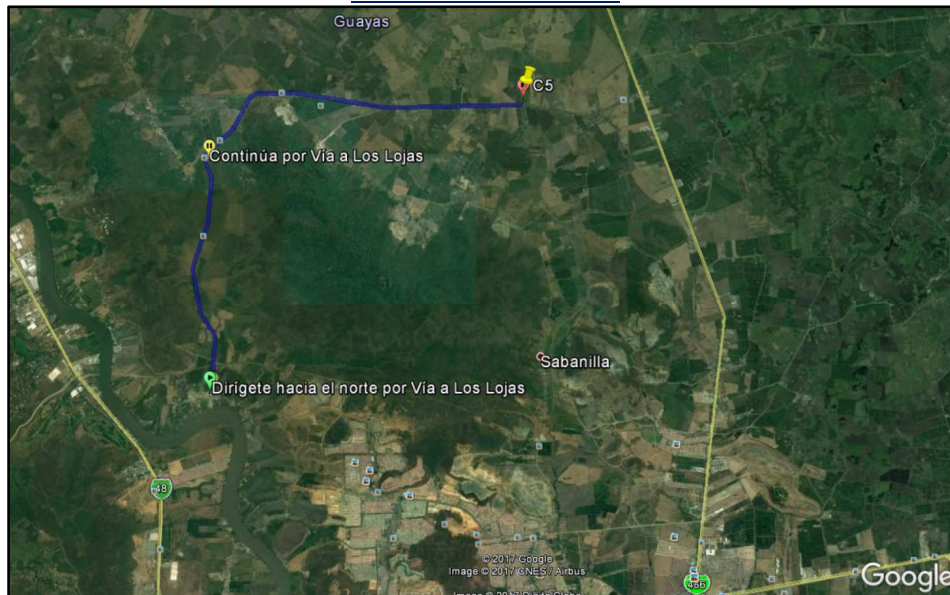 Guayas
C5
Continúa por Vía a Los Lojas
Sabanilla
Dirígete hacia el norte por Vía a Los Lojas
48
© 2017 Google
Image © 2017 CNES / Airbus
Google